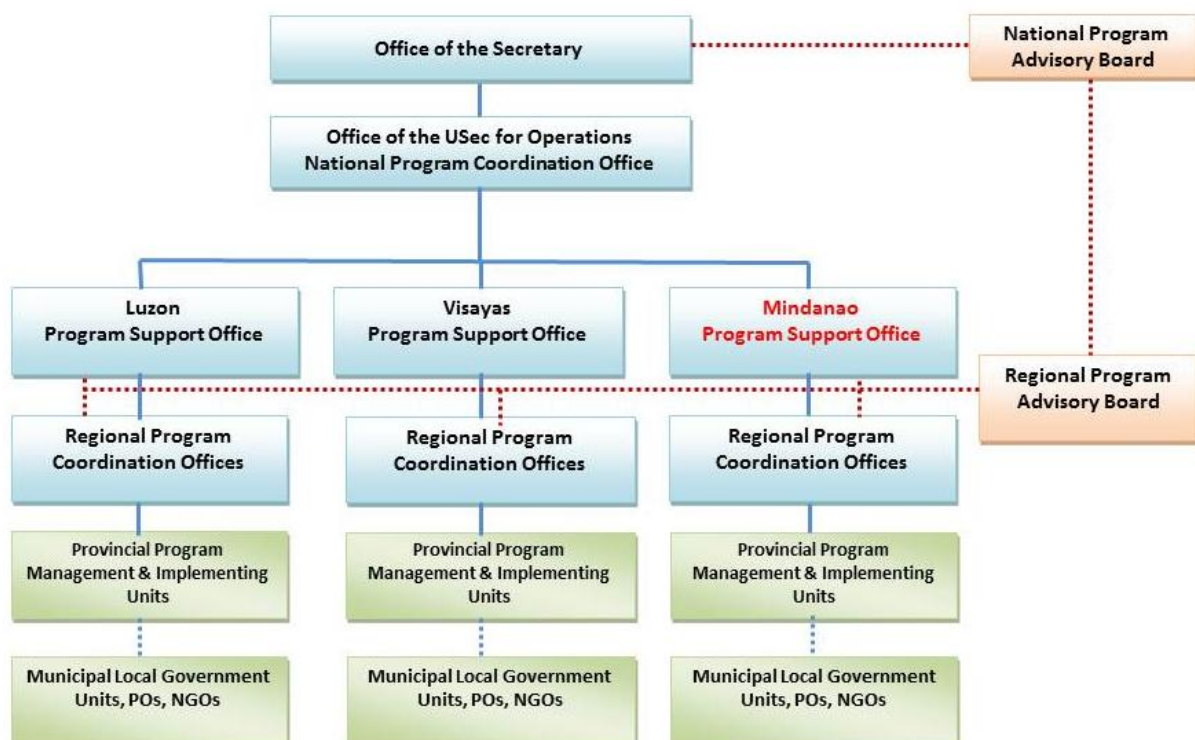 Office of the Secretary
National Program
Advisory Board
Office of the USec for Operations
National Program Coordination Office
Luzon
Program Support Office
Visayas
Program Support Office
Mindanao
Program Support Office
Regional Program
Advisory Board
Regional Program
Coordination Offices
Regional Program
Coordination Offices
Regional Program
Coordination Offices
Provincial Program
Management & Implementing
Units
Provincial Program
Management & Implementing
Units
Provincial Program
Management & Implementing
Units
Municipal Local Government
Units, POs, NGOs
Municipal Local Government
Units, POs, NGOs
Municipal Local Government
Units, POs, NGOs